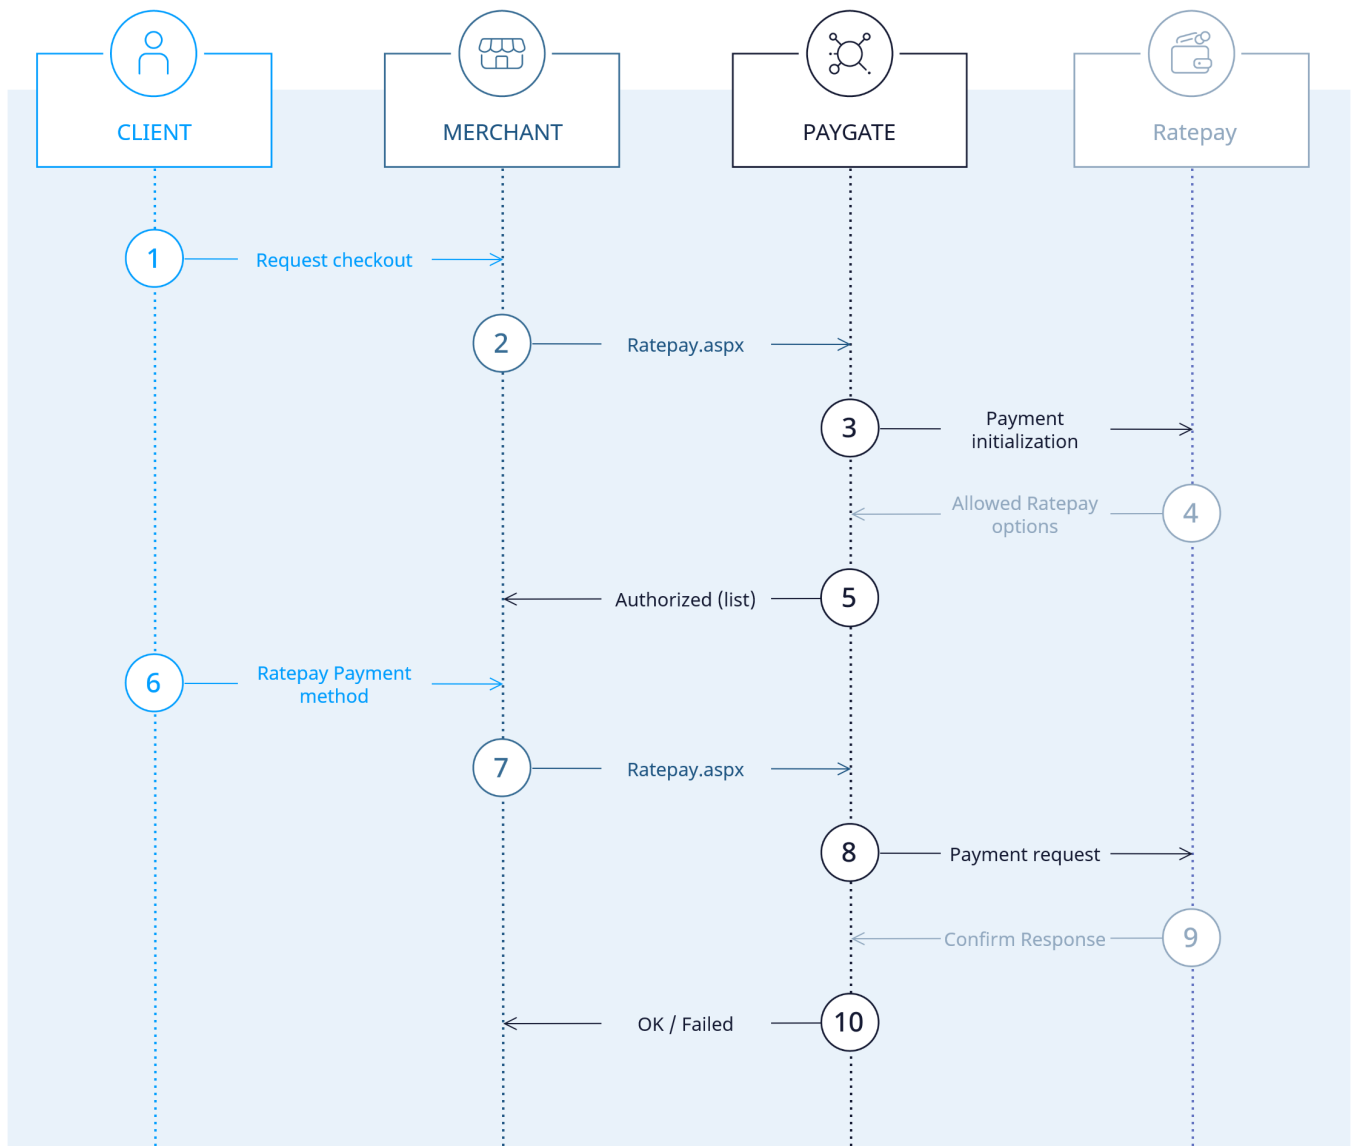 CLIENT
MERCHANT
PAYGATE
Ratepay
1
Request checkout
2
Ratepay.aspx
3
Payment
initialization
Allowed Ratepay
options
4
Authorized (list)
5
6
Ratepay Payment
method
7
Ratepay.aspx
8
Payment request
Confirm Response
9
OK / Failed
10